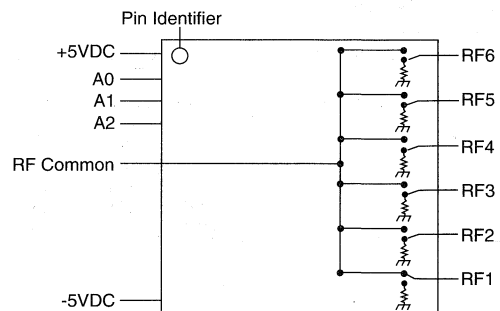 Pin Identifier
+5VDC
A0
A1
A2
RF Common
-5VDC
RF6
RF5
RF4
RF3
RF2
RF1